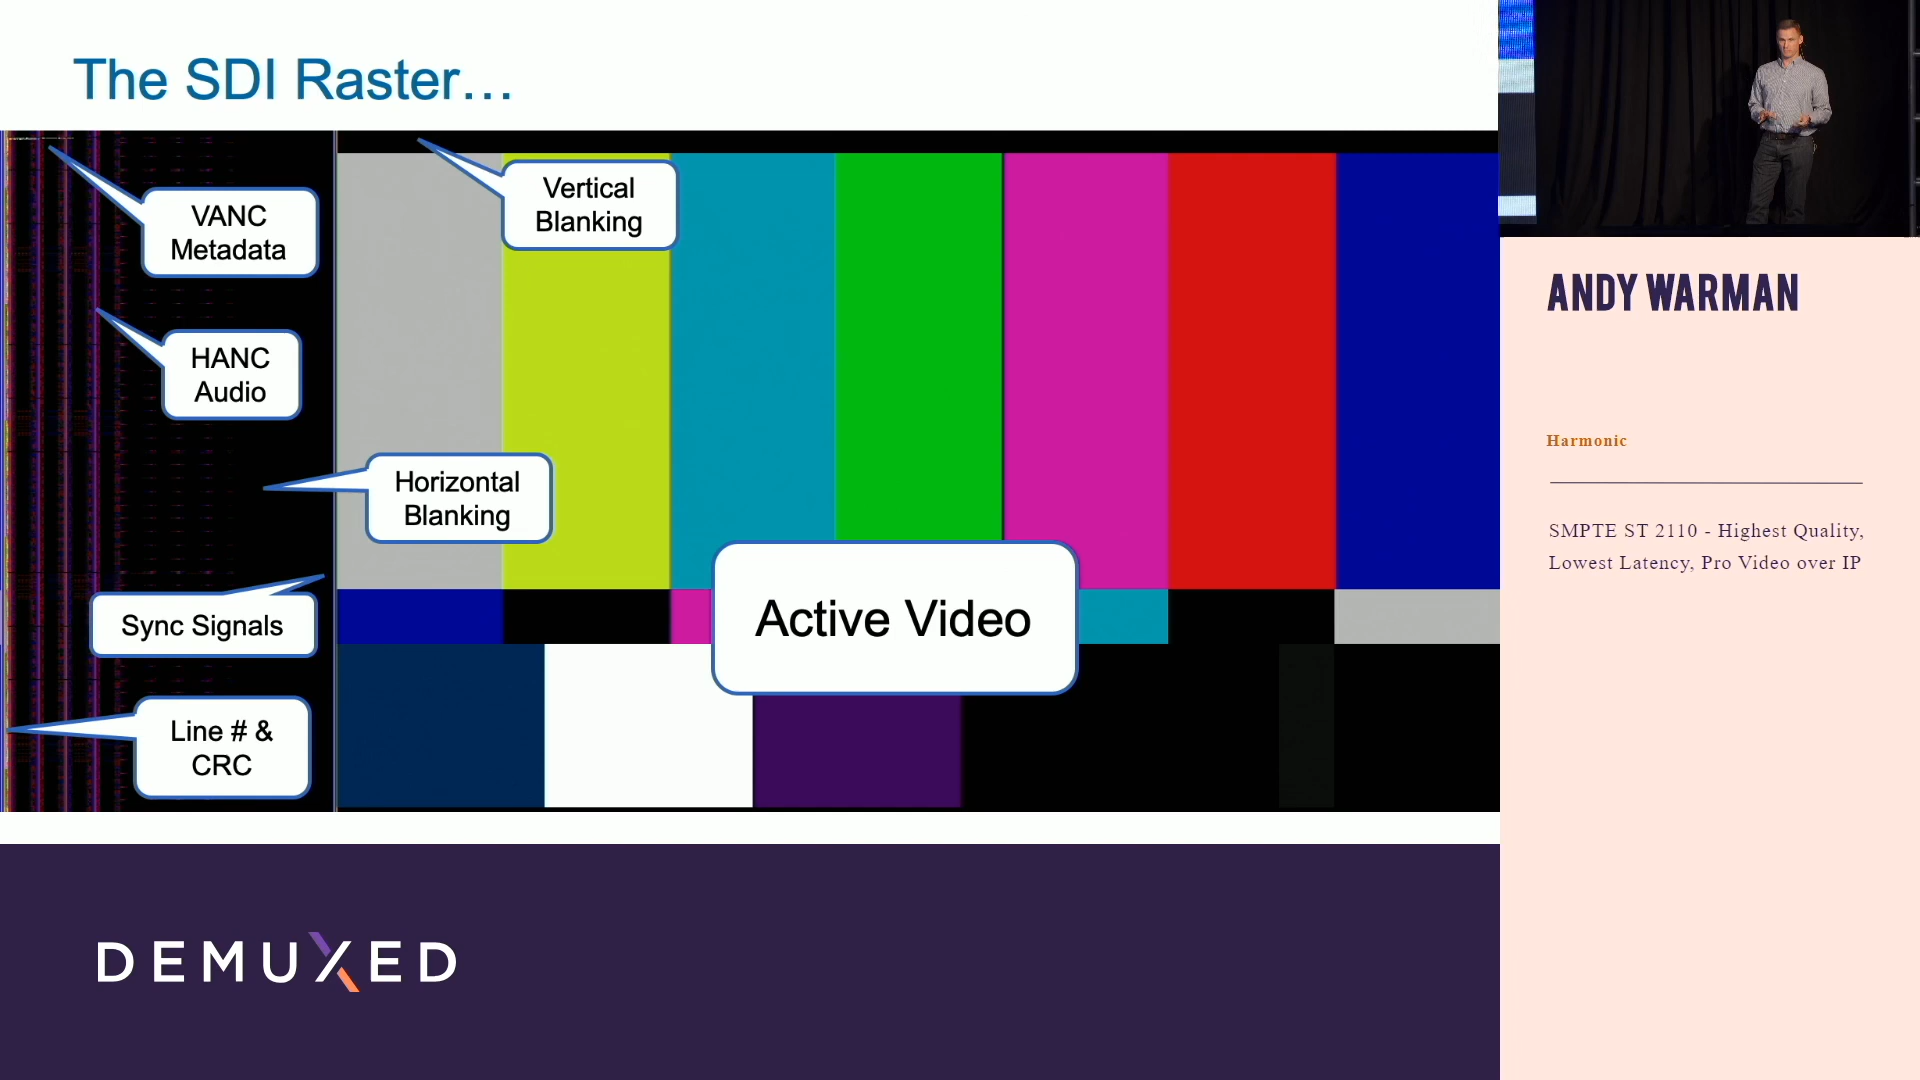 The SDI Raster…
VANC
Metadata
Vertical
Blanking
HANC
Audio
Horizontal
Blanking
Sync Signals
Active Video
Line # &
CRC
DEMUXED
ANDY WARMAN
Harmonic
SMPTE ST 2110 - Highest Quality,
Lowest Latency, Pro Video over IP